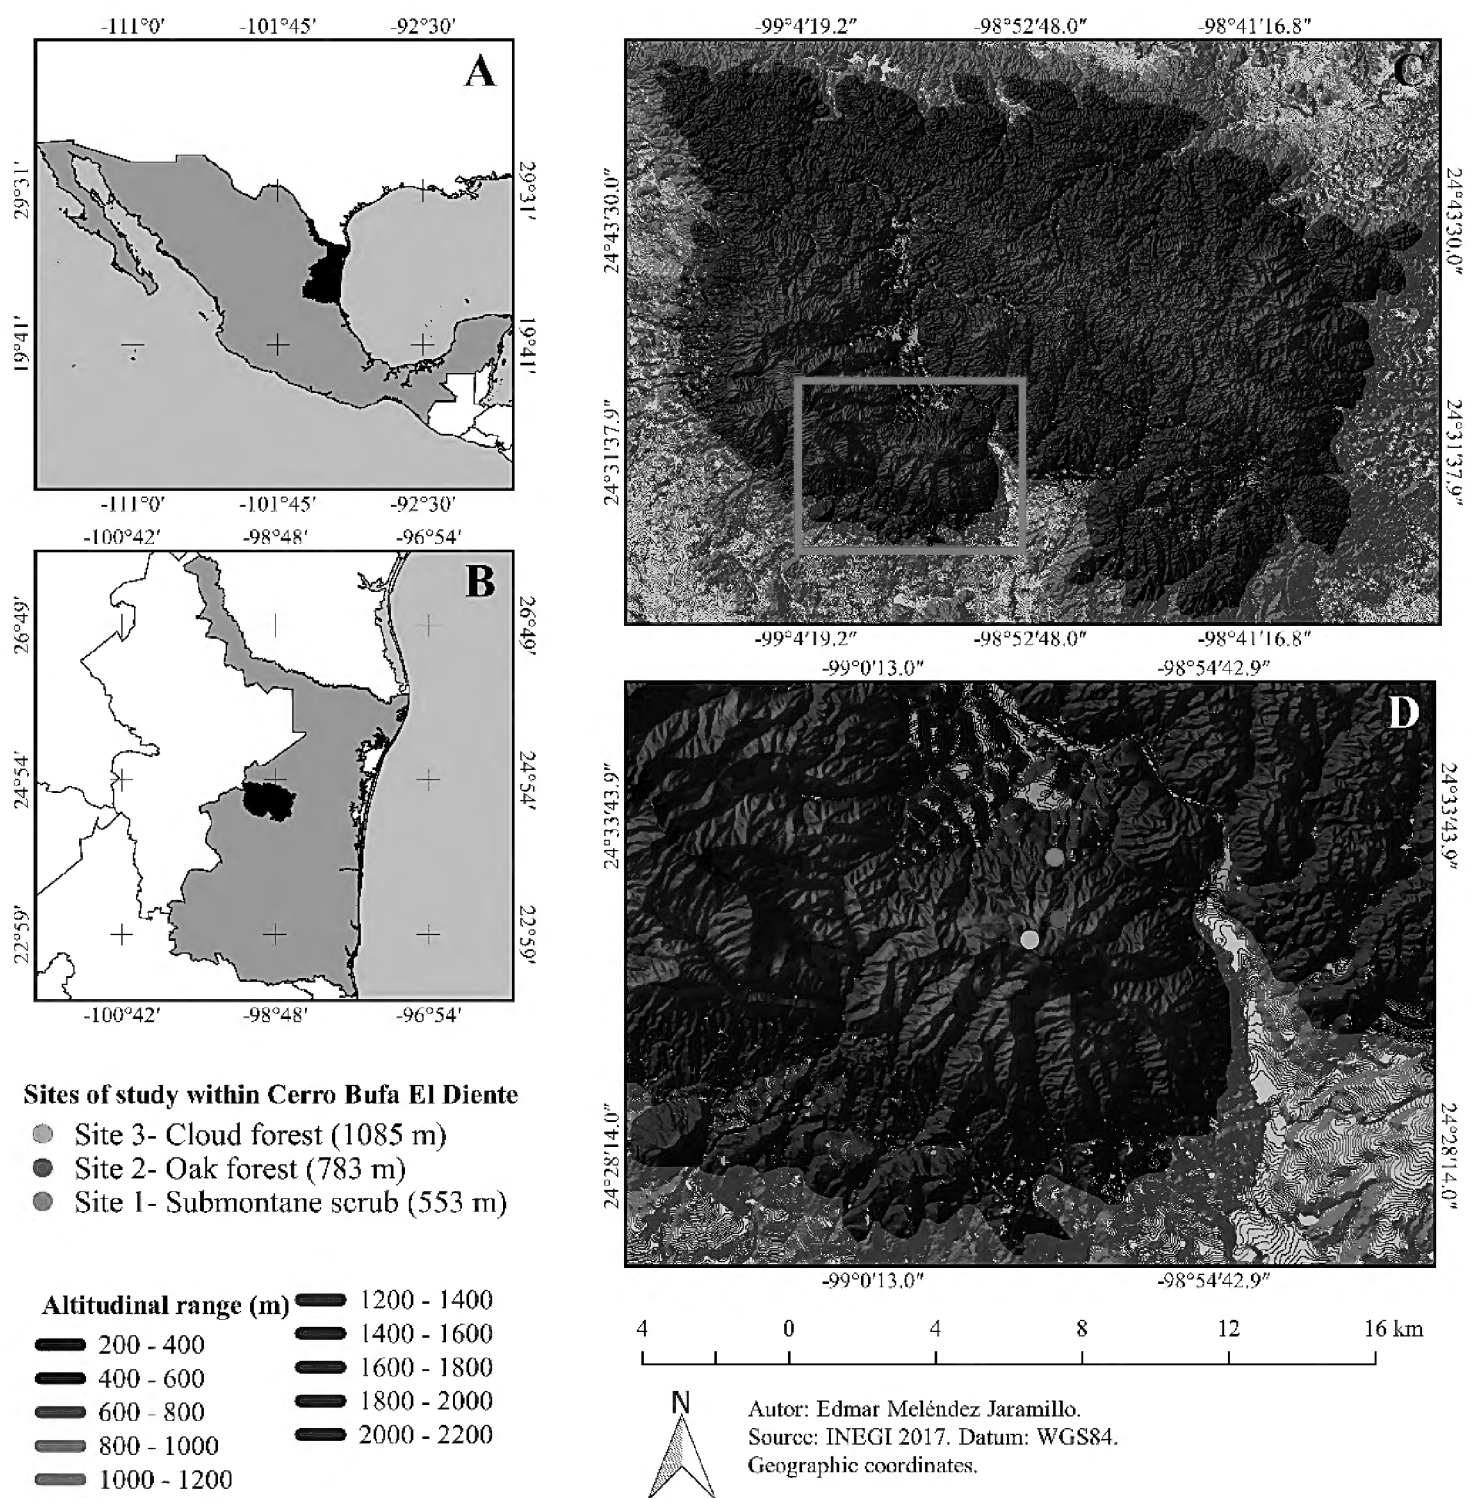 -111°0′ -101°45′ -92°30′
A
29°31′ 29°31′
19°41′ 19°41′
-111°0′ -101°45′ -92°30′
-100°42′ -98°48′ -96°54′
B
26°49′ 26°49′
24°54′ 24°54′
22°59′ 22°59′
-100°42′ -98°48′ -96°54′
Sites of study within Cerro Bufa El Diente
Site 3- Cloud forest (1085 m)
Site 2- Oak forest (783 m)
Site 1- Submontane scrub (553 m)
Altitudinal range (m)
200 - 400
400 - 600
600 - 800
800 - 1000
1000 - 1200
1200 - 1400
1400 - 1600
1600 - 1800
1800 - 2000
2000 - 2200
-99°4′19.2″ -98°52′48.0″ -98°41′16.8″
C
24°43′30.0″ 24°43′30.0″
24°31′37.9″ 24°31′37.9″
-99°4′19.2″ -98°52′48.0″ -98°41′16.8″
-99°0′13.0″ -98°54′42.9″
D
24°33′43.9″ 24°33′43.9″
24°28′14.0″ 24°28′14.0″
-99°0′13.0″ -98°54′42.9″
4 0 4 8 12 16 km
N
Autor: Edmar Meléndez Jaramillo.
Source: INEGI 2017. Datum: WGS84.
Geographic coordinates.